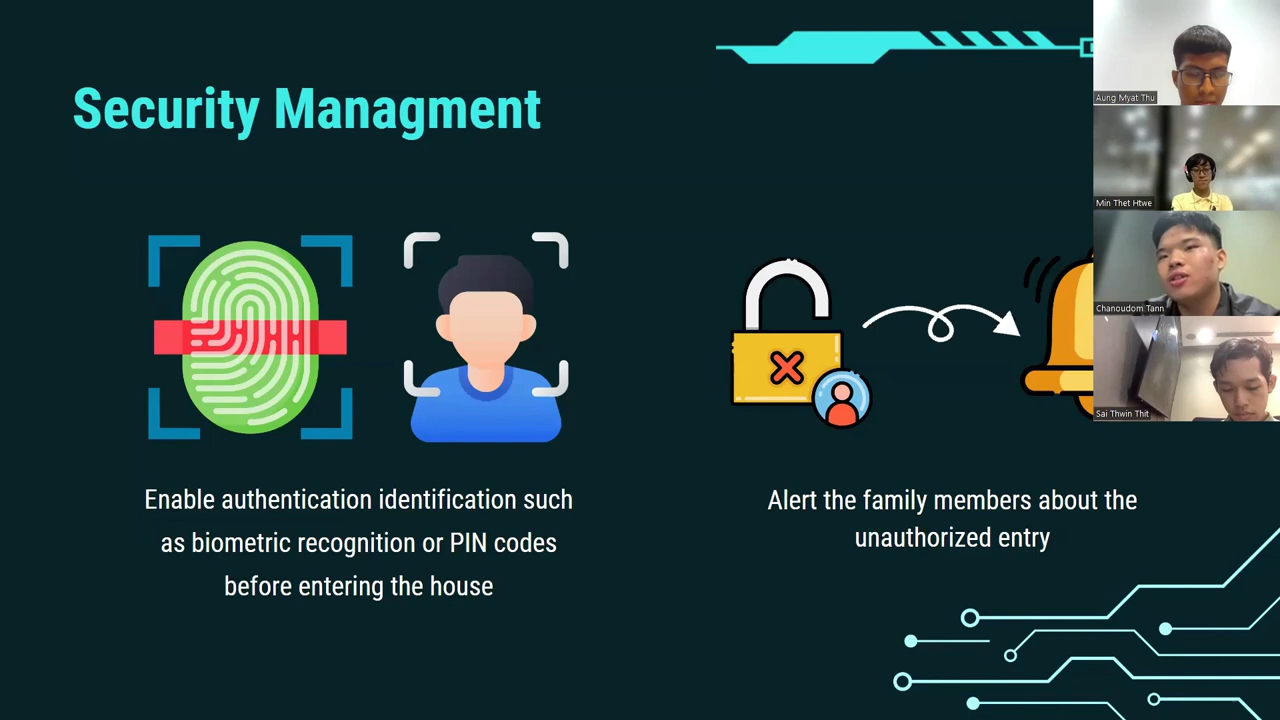 Security Managment
Enable authentication identification such
as biometric recognition or PIN codes
before entering the house
Alert the family members about the
unauthorized entry
Aung Myat Thu
Min Thet Htwe
Chanoudom Tann
Sai Thwin Thit